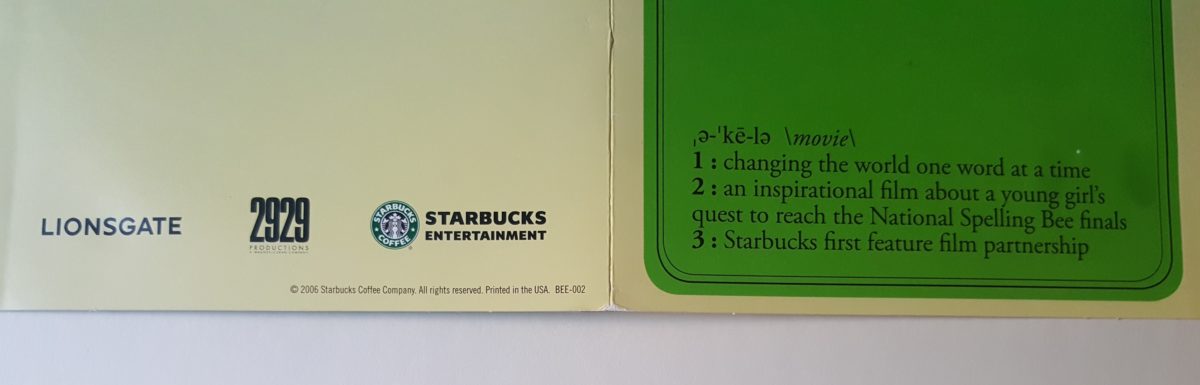 LIONSGATE
2929
PRODUCTIONS
STARBUCKS
COFFEE
STARBUCKS
ENTERTAINMENT
© 2006 Starbucks Coffee Company. All rights reserved. Printed in the USA. BEE-002
ˌə-ˈkē-lə \movie\
1 : changing the world one word at a time
2 : an inspirational film about a young girl's
quest to reach the National Spelling Bee finals
3 : Starbucks first feature film partnership